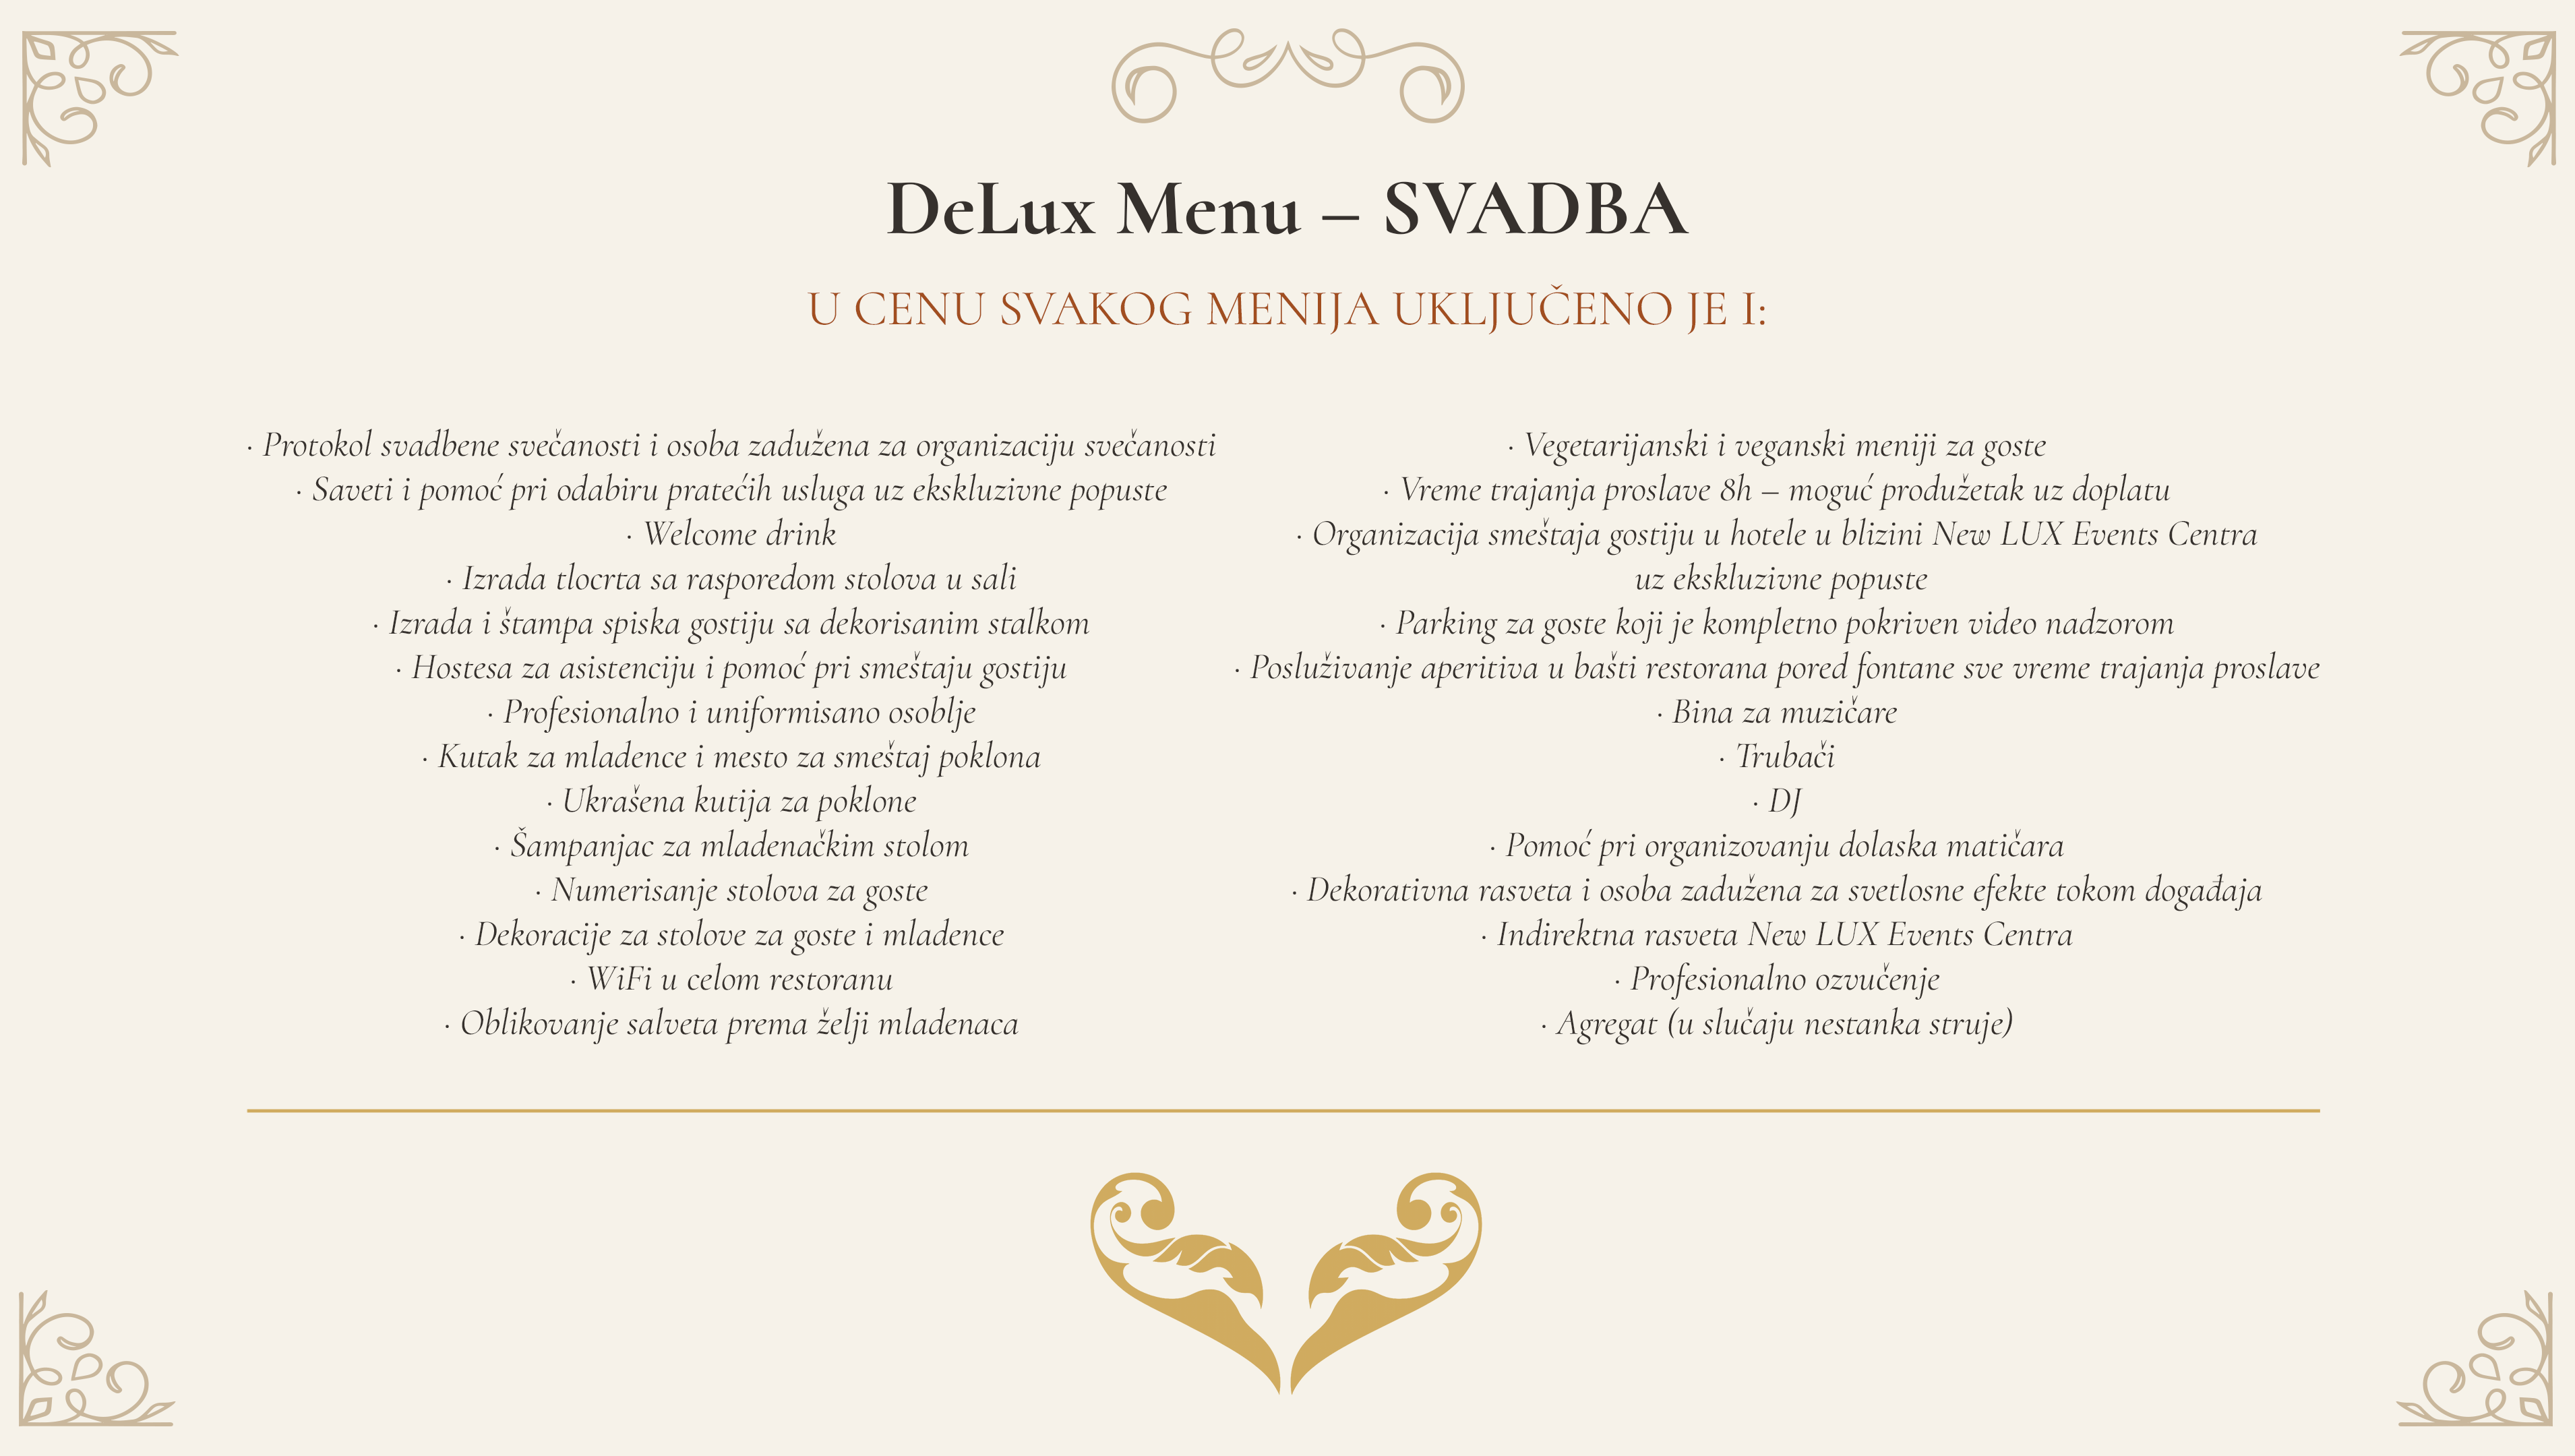 DeLux Menu – SVADBA
U CENU SVAKOG MENIJA UKLJUČENO JE I:
· Protokol svadbene svečanosti i osoba zadužena za organizaciju svečanosti
· Saveti i pomoć pri odabiru pratećih usluga uz ekskluzivne popuste
· Welcome drink
· Izrada tlocrta sa rasporedom stolova u sali
· Izrada i štampa spiska gostiju sa dekorisanim stalkom
· Hostesa za asistenciju i pomoć pri smeštaju gostiju
· Profesionalno i uniformisano osoblje
· Kutak za mladence i mesto za smeštaj poklona
· Ukrašena kutija za poklone
· Šampanjac za mladenačkim stolom
· Numerisanje stolova za goste
· Dekoracije za stolove za goste i mladence
· WiFi u celom restoranu
· Oblikovanje salveta prema želji mladenaca
· Vegetarijanski i veganski meniji za goste
· Vreme trajanja proslave 8h – moguć produžetak uz doplatu
· Organizacija smeštaja gostiju u hotele u blizini New LUX Events Centra
uz ekskluzivne popuste
· Parking za goste koji je kompletno pokriven video nadzorom
· Posluživanje aperitiva u bašti restorana pored fontane sve vreme trajanja proslave
· Bina za muzičare
· Trubači
· DJ
· Pomoć pri organizovanju dolaska matičara
· Dekorativna rasveta i osoba zadužena za svetlosne efekte tokom događaja
· Indirektna rasveta New LUX Events Centra
· Profesionalno ozvučenje
· Agregat (u slučaju nestanka struje)